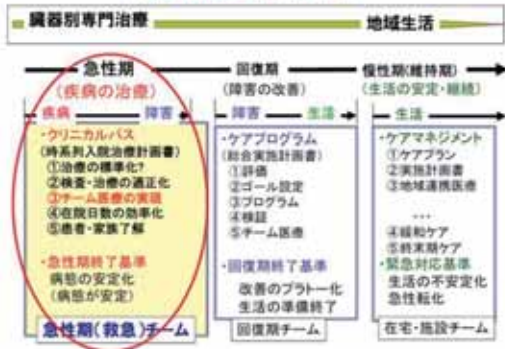 臓器別専門治療
地域生活
急性期
(疾病の治療)
回復期
(障害の改善)
慢性期(維持期)
(生活の安定・継続)
疾病
障害
障害
生活
生活
・クリニカルパス
(時系列入院治療計画書)
①治療の標準化?
②検査・治療の適正化
③チーム医療の実現
④在院日数の効率化
⑤患者・家族了解
・急性期終了基準
病態の安定化
(病態が安定)
急性期(救急)チーム
・ケアプログラム
(総合実施計画書)
①評価
②ゴール設定
③プログラム
④検証
⑤チーム医療
・回復期終了基準
改善のプラトー化
生活の準備終了
回復期チーム
・ケアマネジメント
①ケアプラン
②実施計画書
③地域連携医療
…
④緩和ケア
⑤終末期ケア
・緊急対応基準
生活の不安定化
急性転化
在宅・施設チーム